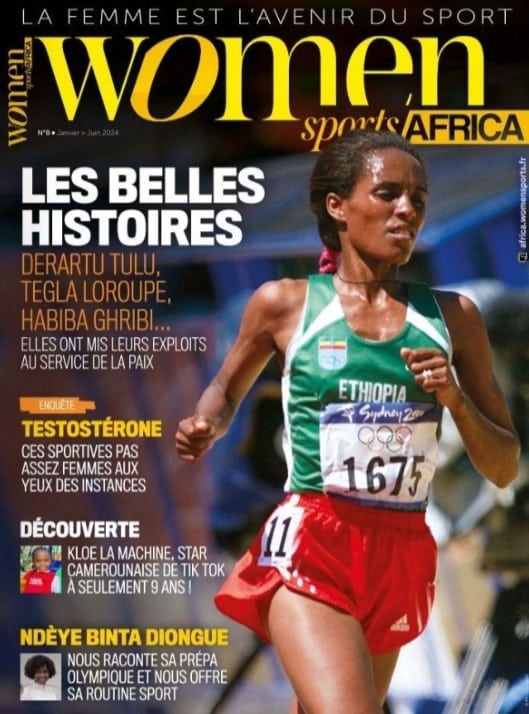 LA FEMME EST L'AVENIR DU SPORT
women
sports/AFRICA
women
sports/AFRICA
N°8 • Janvier > Juin 2024
africa.womensports.fr
LES BELLES
HISTOIRES
DERARTU TULU,
TEGLA LOROUPE,
HABIBA GHRIBI...
ELLES ONT MIS LEURS EXPLOITS
AU SERVICE DE LA PAIX
ENQUÊTE
TESTOSTÉRONE
CES SPORTIVES PAS
ASSEZ FEMMES AUX
YEUX DES INSTANCES
DÉCOUVERTE
KLOE LA MACHINE, STAR
CAMEROUNAISE DE TIK TOK
À SEULEMENT 9 ANS !
NDÈYE BINTA DIONGUE
NOUS RACONTE SA PRÉPA
OLYMPIQUE ET NOUS OFFRE
SA ROUTINE SPORT
ETHIOPIA
Sydney 2000
1675
11
adidas